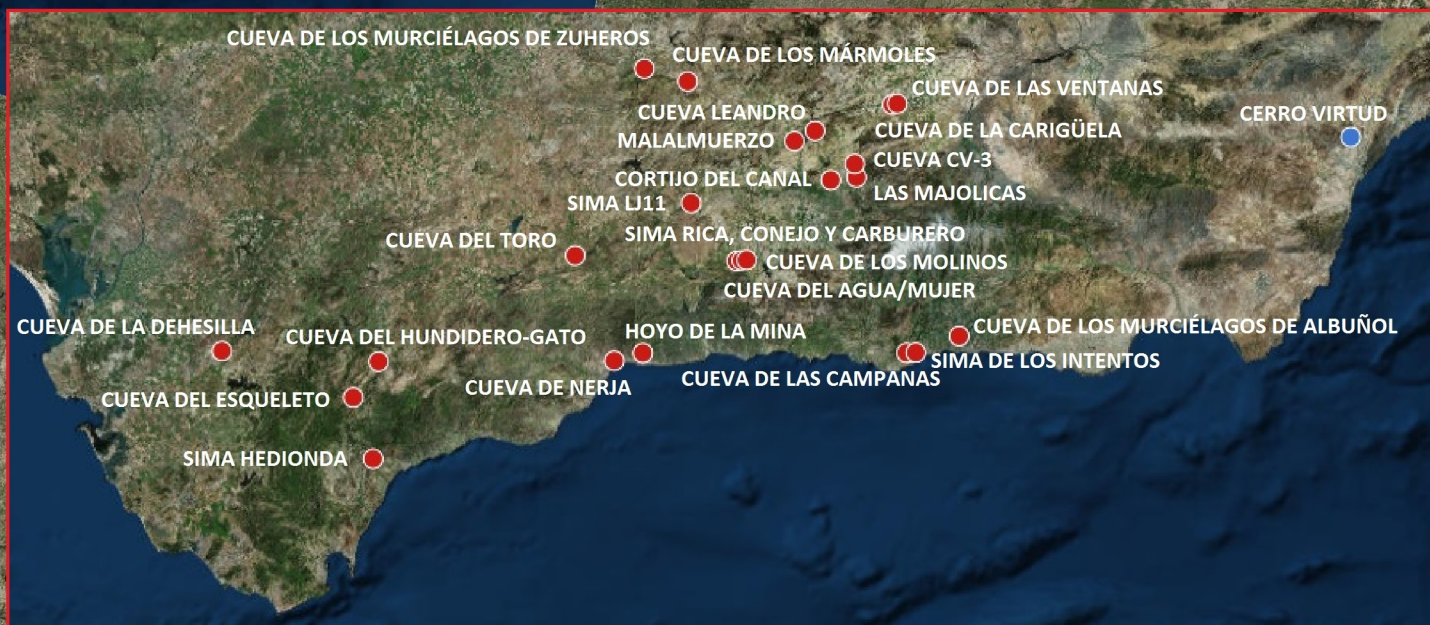 CUEVA DE LOS MURCIÉLAGOS DE ZUHEROS
CUEVA DE LOS MÁRMOLES
CUEVA DE LAS VENTANAS
CUEVA LEANDRO
CERRO VIRTUD
MALALMUERZO
CUEVA DE LA CARIGÜELA
CUEVA CV-3
CORTIJO DEL CANAL
LAS MAJOLICAS
SIMA LJ11
SIMA RICA, CONEJO Y CARBURERO
CUEVA DEL TORO
CUEVA DE LOS MOLINOS
CUEVA DEL AGUA/MUJER
CUEVA DE LA DEHESILLA
CUEVA DEL HUNDIDERO-GATO
HOYO DE LA MINA
CUEVA DE LOS MURCIÉLAGOS DE ALBUÑOL
SIMA DE LOS INTENTOS
CUEVA DE LAS CAMPANAS
CUEVA DE NERJA
CUEVA DEL ESQUELETO
SIMA HEDIONDA